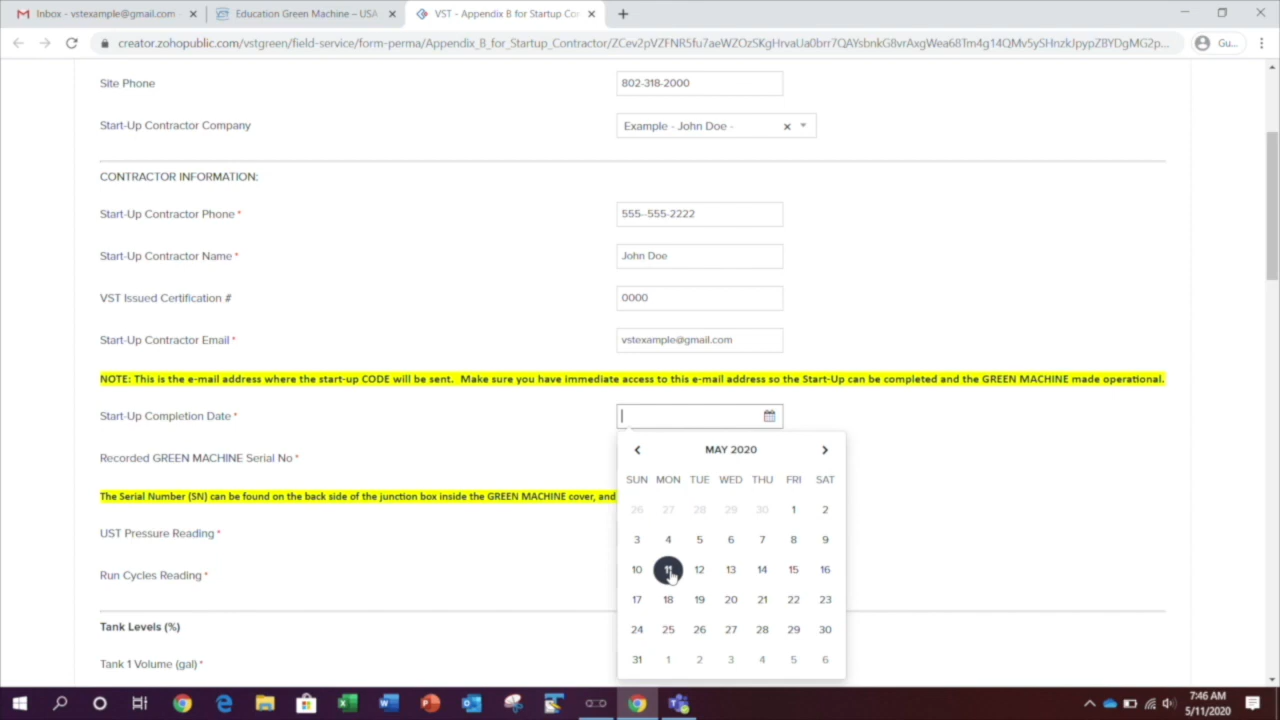 Inbox - vstexample@gmail.com - Education Green Machine – USA VST - Appendix B for Startup Co
creator.zohopublic.com/vstgreen/field-service/form-perma/Appendix_B_for_Startup_Contractor/ Gu...
Site Phone 802-318-2000
Start-Up Contractor Company Example - John Doe -
CONTRACTOR INFORMATION:
Start-Up Contractor Phone * 555--555-2222
Start-Up Contractor Name * John Doe
VST Issued Certification # 0000
Start-Up Contractor Email * vstexample@gmail.com
NOTE: This is the e-mail address where the start-up CODE will be sent. Make sure you have immediate access to this e-mail address so the Start-Up can be completed and the GREEN MACHINE made operational.
Start-Up Completion Date *
MAY 2020
Recorded GREEN MACHINE Serial No *
SUN MON TUE WED THU FRI SAT
The Serial Number (SN) can be found on the back side of the junction box inside the GREEN MACHINE cover, and
26 27 28 29 30 1 2
UST Pressure Reading *
3 4 5 6 7 8 9
Run Cycles Reading *
10 11 12 13 14 15 16
17 18 19 20 21 22 23
Tank Levels (%)
24 25 26 27 28 29 30
Tank 1 Volume (gal) *
31 1 2 3 4 5 6
7:46 AM
5/11/2020